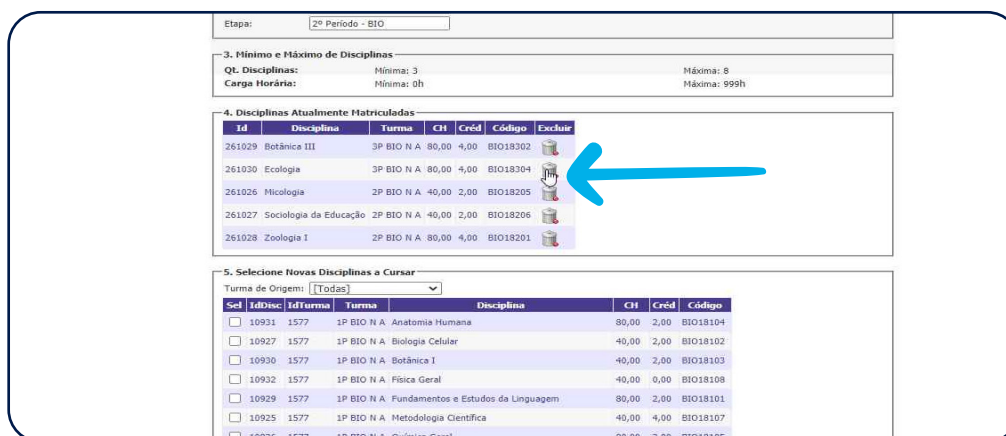 Etapa: 2º Período - BIO
3. Mínimo e Máximo de Disciplinas
Qt. Disciplinas: Mínima: 3 Máxima: 8
Carga Horária: Mínima: 0h Máxima: 999h
4. Disciplinas Atualmente Matriculadas
Id Disciplina Turma CH Créd Código Excluir
261029 Botânica III 3P BIO N A 80,00 4,00 BIO18302
261030 Ecologia 3P BIO N A 80,00 4,00 BIO18304
261026 Micologia 2P BIO N A 40,00 2,00 BIO18205
261027 Sociologia da Educação 2P BIO N A 40,00 2,00 BIO18206
261028 Zoologia I 2P BIO N A 80,00 4,00 BIO18201
5. Selecione Novas Disciplinas a Cursar
Turma de Origem: [Todas]
Sel IdDisc IdTurma Turma Disciplina CH Créd Código
10931 1577 1P BIO N A Anatomia Humana 80,00 2,00 BIO18104
10927 1577 1P BIO N A Biologia Celular 40,00 2,00 BIO18102
10930 1577 1P BIO N A Botânica I 40,00 2,00 BIO18103
10932 1577 1P BIO N A Física Geral 40,00 0,00 BIO18108
10929 1577 1P BIO N A Fundamentos e Estudos da Linguagem 80,00 2,00 BIO18101
10925 1577 1P BIO N A Metodologia Científica 40,00 4,00 BIO18107
1577 1P BIO N A Química Geral